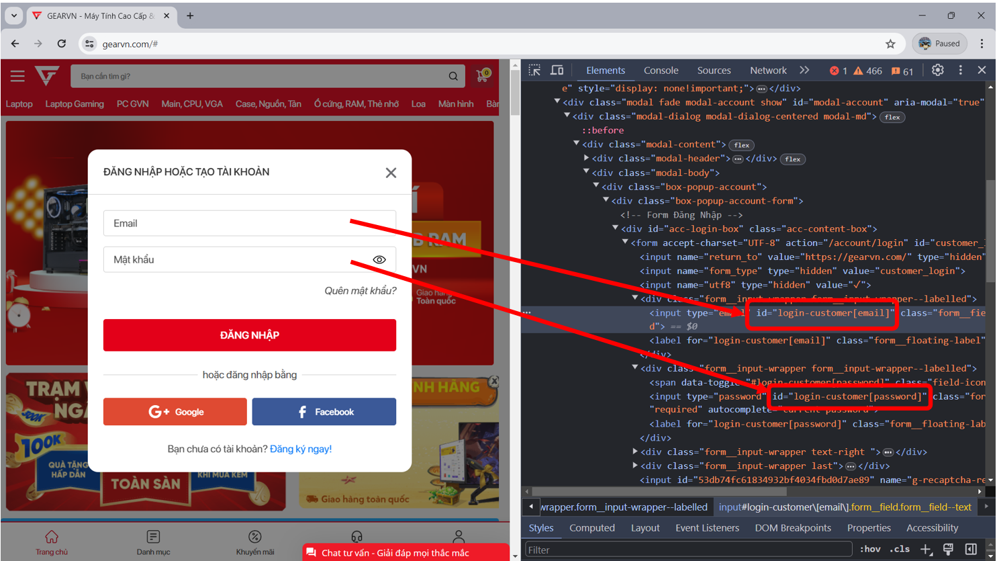 GEARVN - Máy Tính Cao Cấp &
gearvn.com/#
Paused
Bạn cần tìm gì?
0
Laptop
Laptop Gaming
PC GVN
Main, CPU, VGA
Case, Nguồn, Tản
Ổ cứng, RAM, Thẻ nhớ
Loa
Màn hình
Bàn
ĐĂNG NHẬP HOẶC TẠO TÀI KHOẢN
Email
Mật khẩu
Quên mật khẩu?
ĐĂNG NHẬP
hoặc đăng nhập bằng
G+ Google
f Facebook
Bạn chưa có tài khoản? Đăng ký ngay!
B RAM
VN
Giao hàng
Toàn quốc
NH HÃNG
100K
QUÀ TẶNG
HẤP DẪN
TOÀN SÀN
KHI MUA KÈM
Giao hàng toàn quốc
Trang chủ
Danh mục
Khuyến mãi
Chat tư vấn - Giải đáp mọi thắc mắc
Elements
Console
Sources
Network
1
466
61
e" style="display: none!important;"> </div>
<div class="modal fade modal-account show" id="modal-account" aria-modal="true"
<div class="modal-dialog modal-dialog-centered modal-md"> flex
::before
<div class="modal-content"> flex
<div class="modal-header"> </div> flex
<div class="modal-body">
<div class="box-popup-account">
<div class="box-popup-account-form">
<!-- Form Đăng Nhập -->
<div id="acc-login-box" class="acc-content-box">
<form accept-charset="UTF-8" action="/account/login" id="customer_
<input name="return_to" value="https://gearvn.com/" type="hidden"
<input name="form_type" type="hidden" value="customer_login">
<input name="utf8" type="hidden" value="✓">
<div class="form__input-wrapper form__input-wrapper--labelled">
<input type="email" id="login-customer[email]" class="form__fie
d"> == $0
<label for="login-customer[email]" class="form__floating-label"
</div>
<div class="form__input-wrapper form__input-wrapper--labelled">
<span data-toggle="#login-customer[password]" class="field-icon
<input type="password" id="login-customer[password]" class="for
"required" autocomplete="current-password">
<label for="login-customer[password]" class="form__floating-lab
</div>
<div class="form__input-wrapper text-right "> </div>
<div class="form__input-wrapper last"> </div>
<input id="53db74fc61834932bf4034fbd0d7ae89" name="g-recaptcha-re
wrapper.form__input-wrapper--labelled
input#login-customer\[email\].form__field.form__field--text
Styles
Computed
Layout
Event Listeners
DOM Breakpoints
Properties
Accessibility
Filter
:hov
.cls